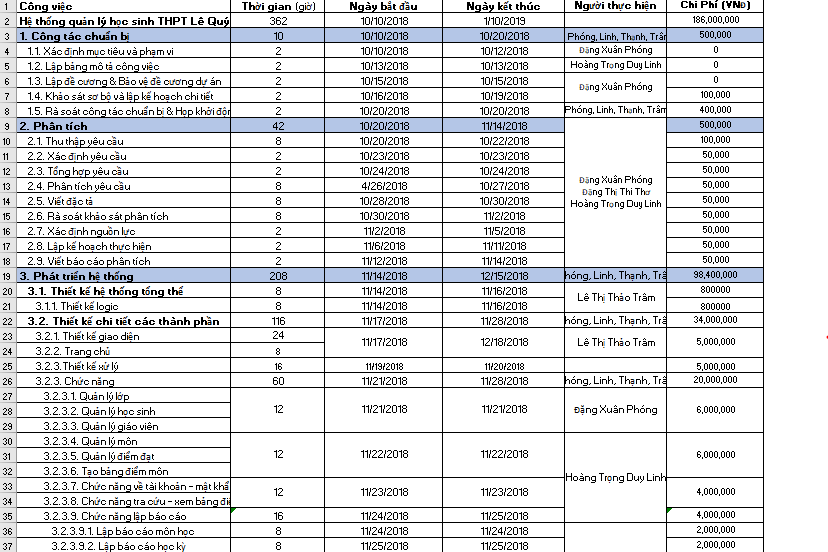 1 Công việc Thời gian (giờ) Ngày bắt đầu Ngày kết thúc Người thực hiện Chi Phí (VNĐ)
2 Hệ thống quản lý học sinh THPT Lê Quý 362 10/10/2018 1/10/2019 186,000,000
3 1. Công tác chuẩn bị 10 10/10/2018 10/20/2018 Phóng, Linh, Thạnh, Trâr 500,000
4 1.1. Xác định mục tiêu và phạm vi 2 10/10/2018 10/12/2018 Đặng Xuân Phóng 0
5 1.2. Lập bảng mô tả công việc 2 10/13/2018 10/13/2018 Hoàng Trọng Duy Linh 0
6 1.3. Lập đề cương & Bảo vệ đề cương dự án 2 10/15/2018 10/15/2018 Đặng Xuân Phóng 0
7 1.4. Khảo sát sơ bộ và lập kế hoạch chi tiết 2 10/16/2018 10/19/2018 100,000
8 1.5. Rà soát công tác chuẩn bị & Họp khởi độn 2 10/20/2018 10/20/2018 Phóng, Linh, Thạnh, Trâm 400,000
9 2. Phân tích 42 10/20/2018 11/14/2018 500,000
10 2.1. Thu thập yêu cầu 8 10/20/2018 10/22/2018 100,000
11 2.2. Xác định yêu cầu 2 10/23/2018 10/23/2018 50,000
12 2.3. Tổng hợp yêu cầu 2 10/24/2018 10/24/2018 50,000
13 2.4. Phân tích yêu cầu 8 4/26/2018 10/27/2018 Đặng Xuân Phóng 50,000
14 2.5. Viết đặc tả 8 10/28/2018 10/30/2018 Đặng Thị Thi Thơ 50,000
15 2.6. Rà soát khảo sát phân tích 8 10/30/2018 11/2/2018 Hoàng Trọng Duy Linh 50,000
16 2.7. Xác định nguồn lực 2 11/2/2018 11/5/2018 50,000
17 2.8. Lập kế hoạch thực hiện 2 11/6/2018 11/11/2018 50,000
18 2.9. Viết báo cáo phân tích 2 11/12/2018 11/14/2018 50,000
19 3. Phát triển hệ thống 208 11/14/2018 12/15/2018 hóng, Linh, Thạnh, Trâ 98,400,000
20 3.1. Thiết kế hệ thống tổng thể 8 11/14/2018 11/16/2018 Lê Thị Thảo Trâm 800000
21 3.1.1. Thiết kế logic 8 11/14/2018 11/16/2018 800000
22 3.2. Thiết kế chi tiết các thành phần 116 11/17/2018 11/28/2018 hóng, Linh, Thạnh, Trâ 34,000,000
23 3.2.1. Thiết kế giao diện 24 11/17/2018 12/18/2018 Lê Thị Thảo Trâm 5,000,000
24 3.2.2. Trang chủ 8
25 3.2.3.Thiết kế xử lý 16 11/19/2018 11/20/2018 5,000,000
26 3.2.3. Chức năng 60 11/21/2018 11/28/2018 hóng, Linh, Thạnh, Trâ 20,000,000
27 3.2.3.1. Quản lý lớp
28 3.2.3.2. Quản lý học sinh 12 11/21/2018 11/21/2018 Đặng Xuân Phóng 6,000,000
29 3.2.3.3. Quản lý giáo viên
30 3.2.3.4. Quản lý môn
31 3.2.3.5. Quản lý điểm đạt 12 11/22/2018 11/22/2018 6,000,000
32 3.2.3.6. Tạo bảng điểm môn Hoàng Trọng Duy Linh
33 3.2.3.7. Chức năng về tài khoản - mật khẩ 12 11/23/2018 11/23/2018 4,000,000
34 3.2.3.8. Chức năng tra cứu - xem bảng điể
35 3.2.3.9. Chức năng lập báo cáo 16 11/24/2018 11/25/2018 4,000,000
36 3.2.3.9.1. Lập báo cáo môn học 8 11/24/2018 11/24/2018 2,000,000
37 3.2.3.9.2. Lập báo cáo học kỳ 8 11/25/2018 11/25/2018 2,000,000